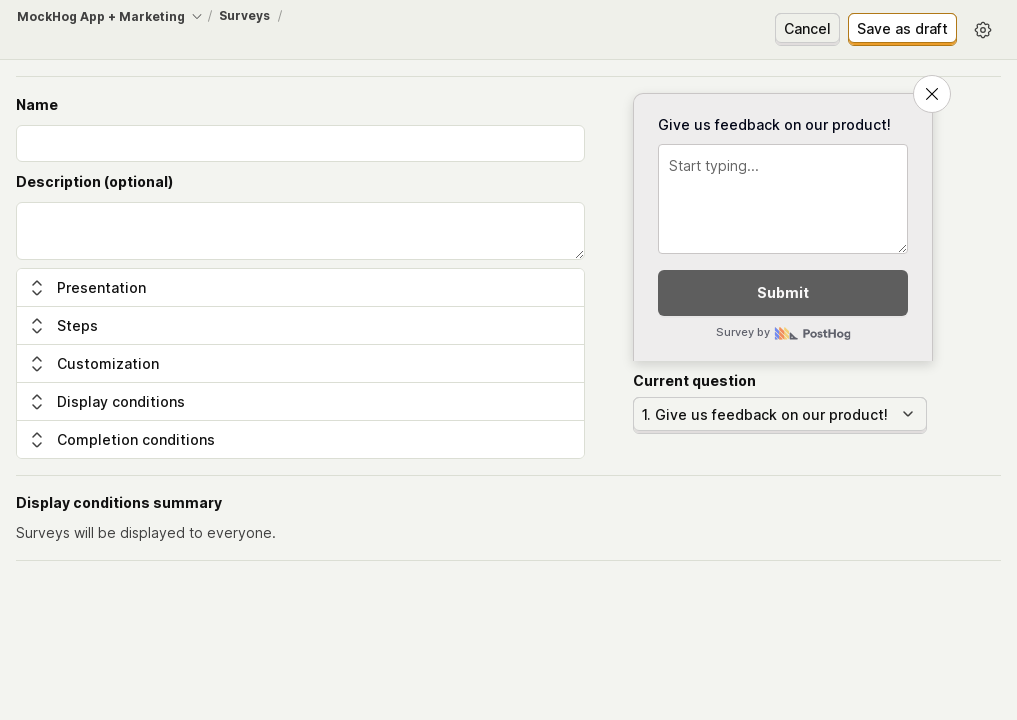 MockHog App + Marketing / Surveys /
Cancel
Save as draft
Name
Description (optional)
Presentation
Steps
Customization
Display conditions
Completion conditions
Give us feedback on our product!
Start typing...
Submit
Survey by PostHog
Current question
1. Give us feedback on our product!
Display conditions summary
Surveys will be displayed to everyone.